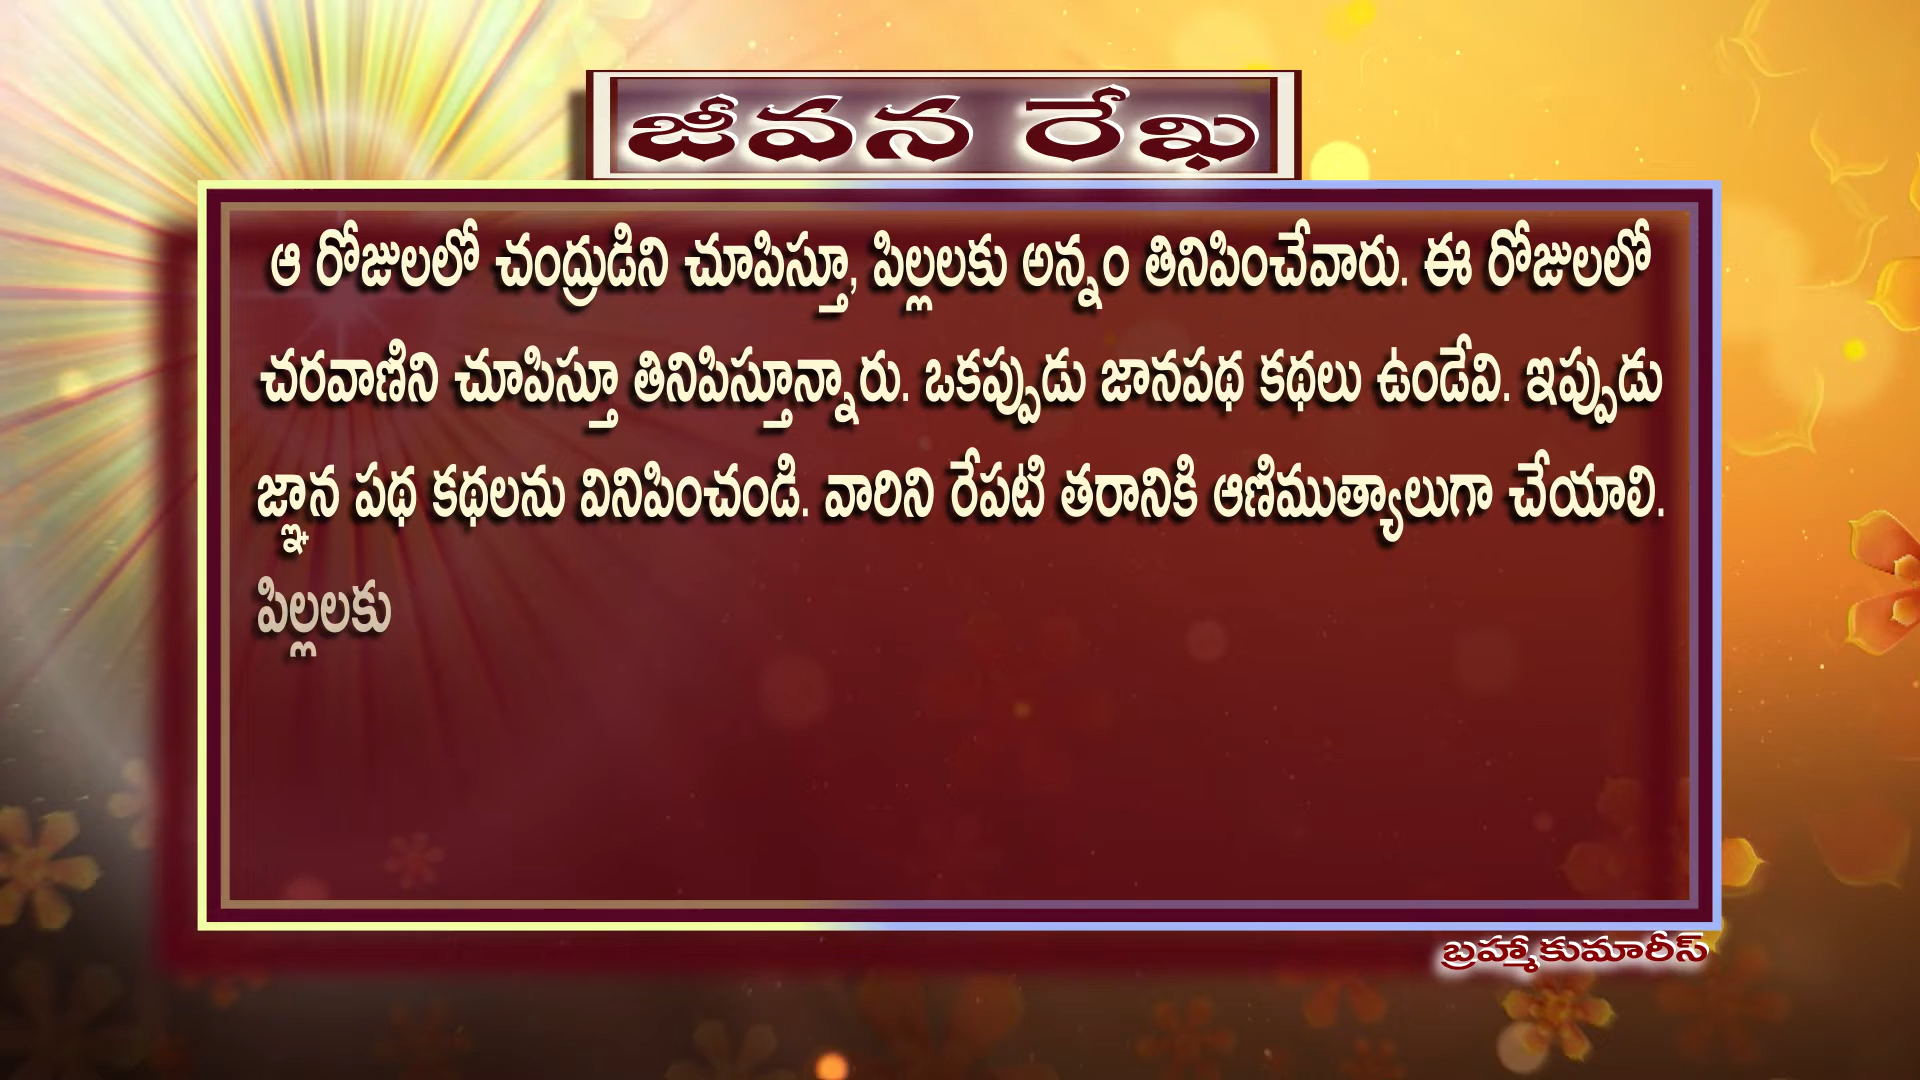 జీవన రేఖ
ఆ రోజులలో చంద్రుడిని చూపిస్తూ, పిల్లలకు అన్నం తినిపించేవారు. ఈ రోజులలో
చరవాణిని చూపిస్తూ తినిపిస్తూన్నారు. ఒకప్పుడు జానపథ కథలు ఉండేవి. ఇప్పుడు
జ్ఞాన పథ కథలను వినిపించండి. వారిని రేపటి తరానికి ఆణిముత్యాలుగా చేయాలి.
పిల్లలకు
బ్రహ్మాకుమారీస్